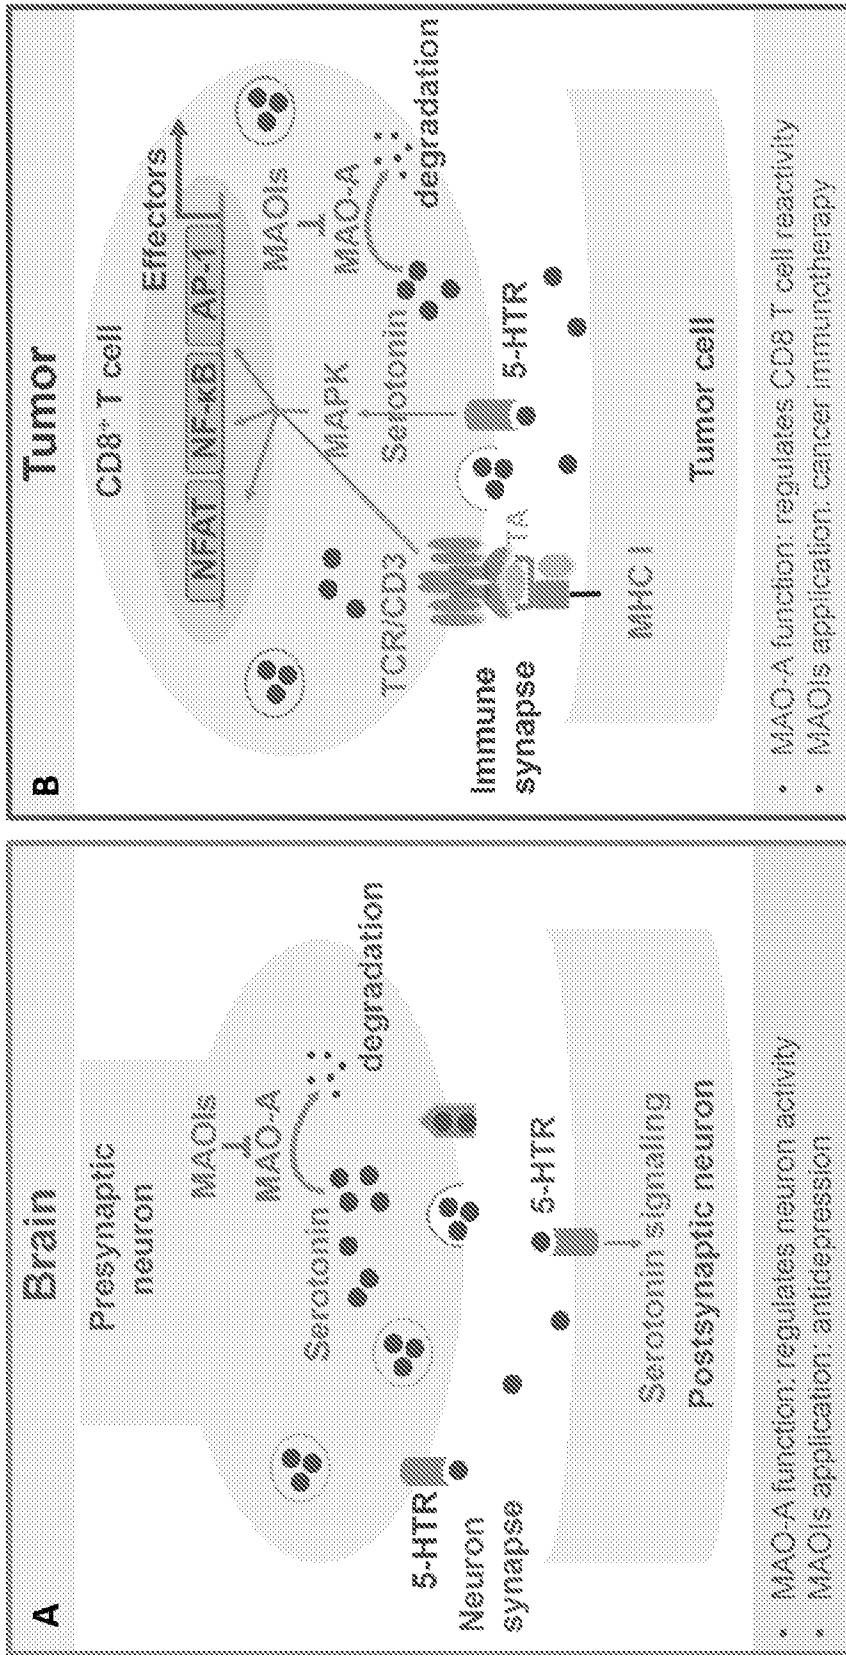 A
Brain
Presynaptic
neuron
MAOIs
MAO-A
Serotonin
degradation
5-HTR
Neuron
synapse
5-HTR
Serotonin signaling
Postsynaptic neuron
• MAO-A function: regulates neuron activity
• MAOIs application: antidepression
B
Tumor
CD8+ T cell
Effectors
NFAT NF-κB AP-1
MAOIs
MAO-A
MAPK
Serotonin
degradation
TCR/CD3
5-HTR
TA
Immune
synapse
MHC I
Tumor cell
• MAO-A function: regulates CD8 T cell reactivity
• MAOIs application: cancer immunotherapy